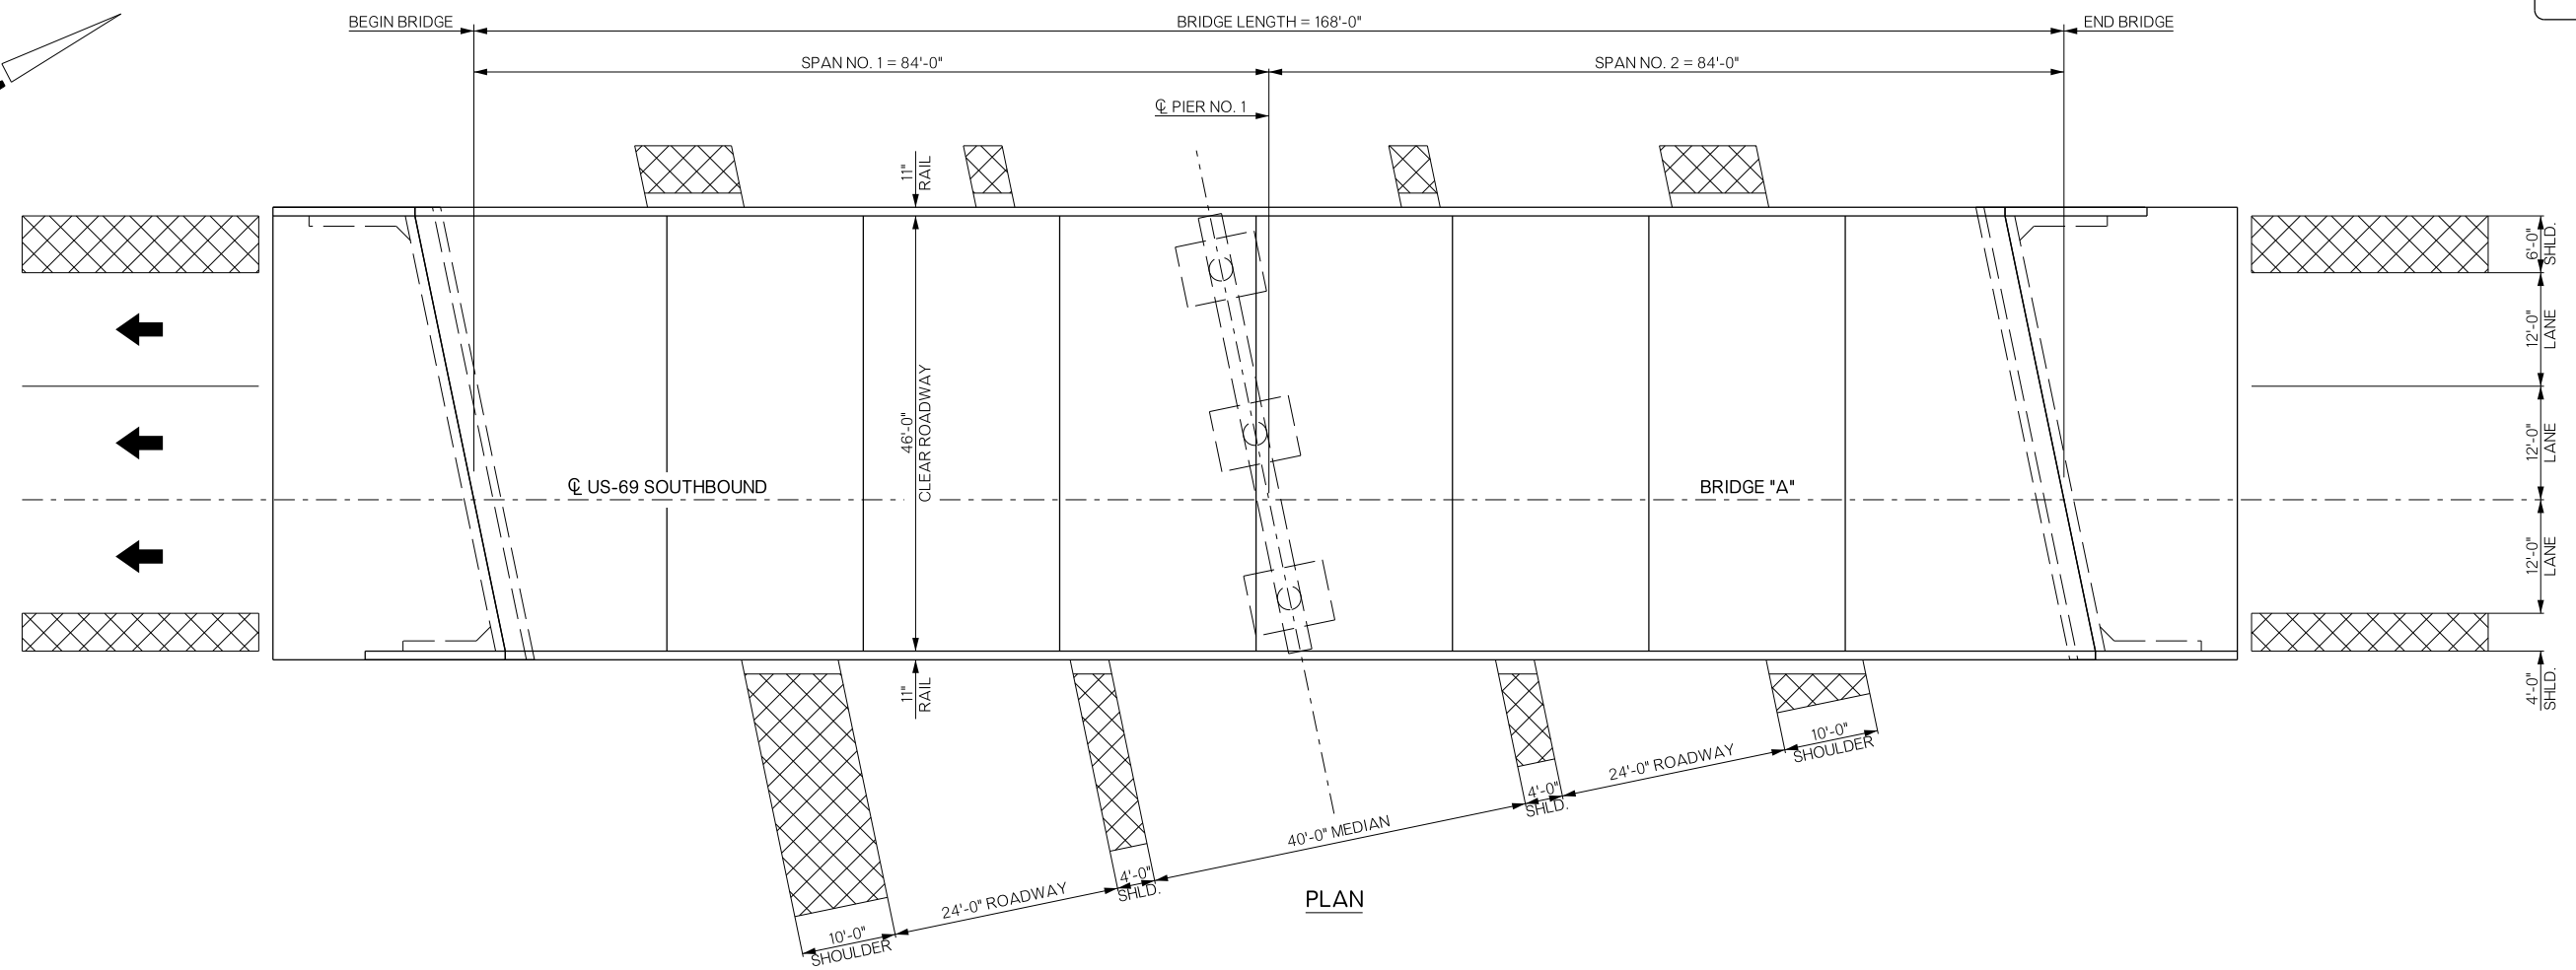 BEGIN BRIDGE
BRIDGE LENGTH = 168'-0"
END BRIDGE
SPAN NO. 1 = 84'-0"
SPAN NO. 2 = 84'-0"
℄ PIER NO. 1
11"
RAIL
6'-0"
SHLD.
12'-0"
LANE
46'-0"
CLEAR ROADWAY
12'-0"
LANE
℄ US-69 SOUTHBOUND
BRIDGE "A"
12'-0"
LANE
11"
RAIL
4'-0"
SHLD.
10'-0"
SHOULDER
24'-0" ROADWAY
4'-0"
SHLD.
40'-0" MEDIAN
4'-0"
SHLD.
24'-0" ROADWAY
10'-0"
SHOULDER
PLAN